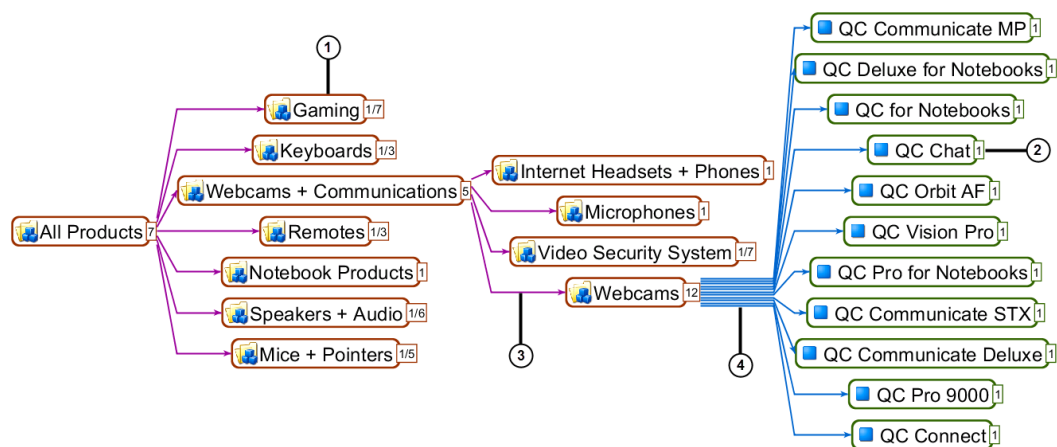 All Products 7
1
Gaming 1/7
Keyboards 1/3
Webcams + Communications 5
Remotes 1/3
Notebook Products 1
Speakers + Audio 1/6
Mice + Pointers 1/5
Internet Headsets + Phones 1
Microphones 1
Video Security System 1/7
Webcams 12
3
4
QC Communicate MP 1
QC Deluxe for Notebooks 1
QC for Notebooks 1
QC Chat 1
2
QC Orbit AF 1
QC Vision Pro 1
QC Pro for Notebooks 1
QC Communicate STX 1
QC Communicate Deluxe 1
QC Pro 9000 1
QC Connect 1